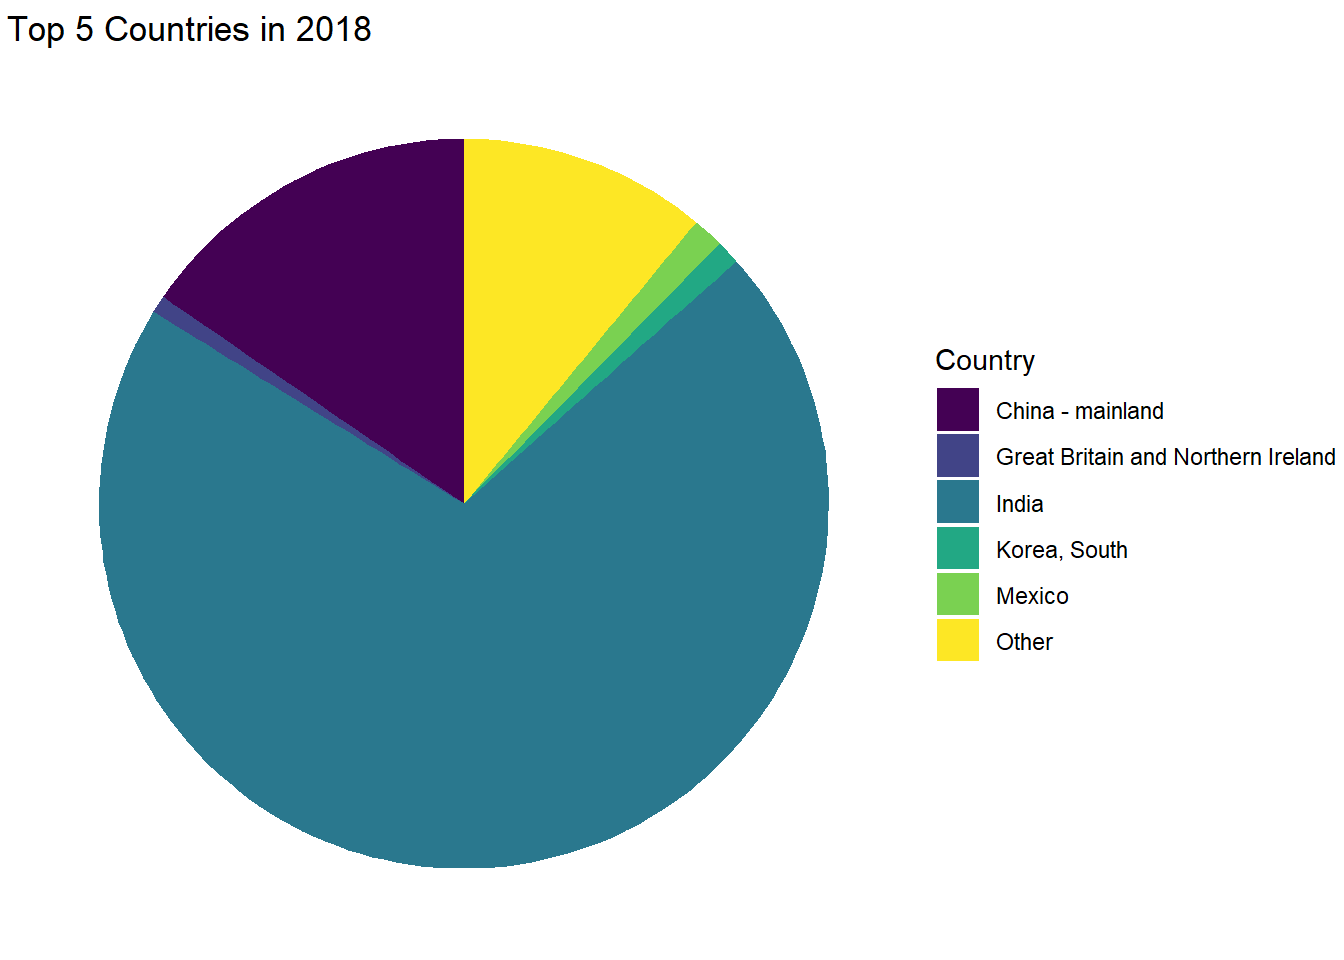 Top 5 Countries in 2018
Country
China - mainland
Great Britain and Northern Ireland
India
Korea, South
Mexico
Other